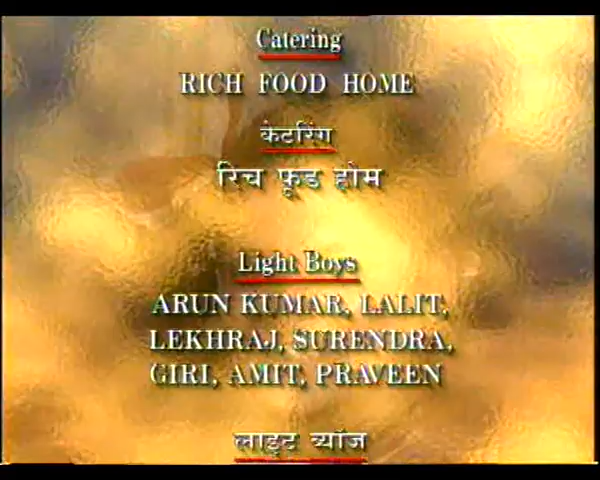 Catering
RICH FOOD HOME
केटरिंग
रिच फूड होम
Light Boys
ARUN KUMAR, LALIT,
LEKHRAJ, SURENDRA,
GIRI, AMIT, PRAVEEN
लाइट ब्यॉज